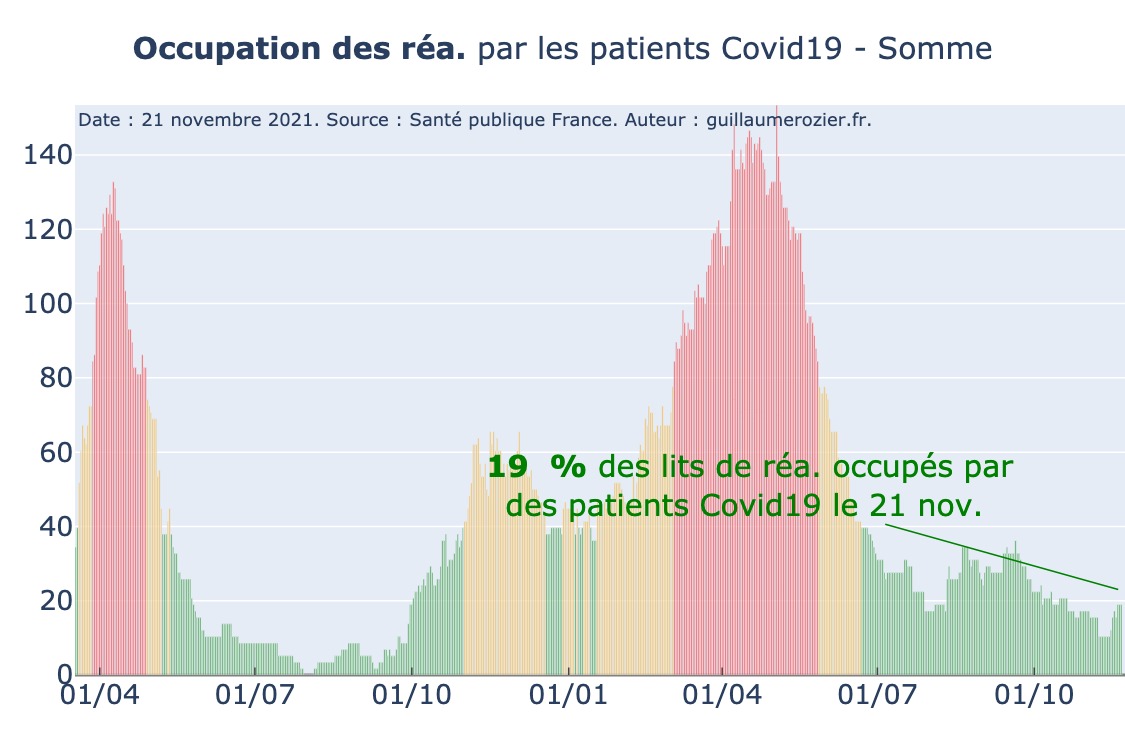 Occupation des réa. par les patients Covid19 - Somme
Date : 21 novembre 2021. Source : Santé publique France. Auteur : guillaumerozier.fr.
140
120
100
80
60
40
20
0
19 % des lits de réa. occupés par
des patients Covid19 le 21 nov.
01/04 01/07 01/10 01/01 01/04 01/07 01/10